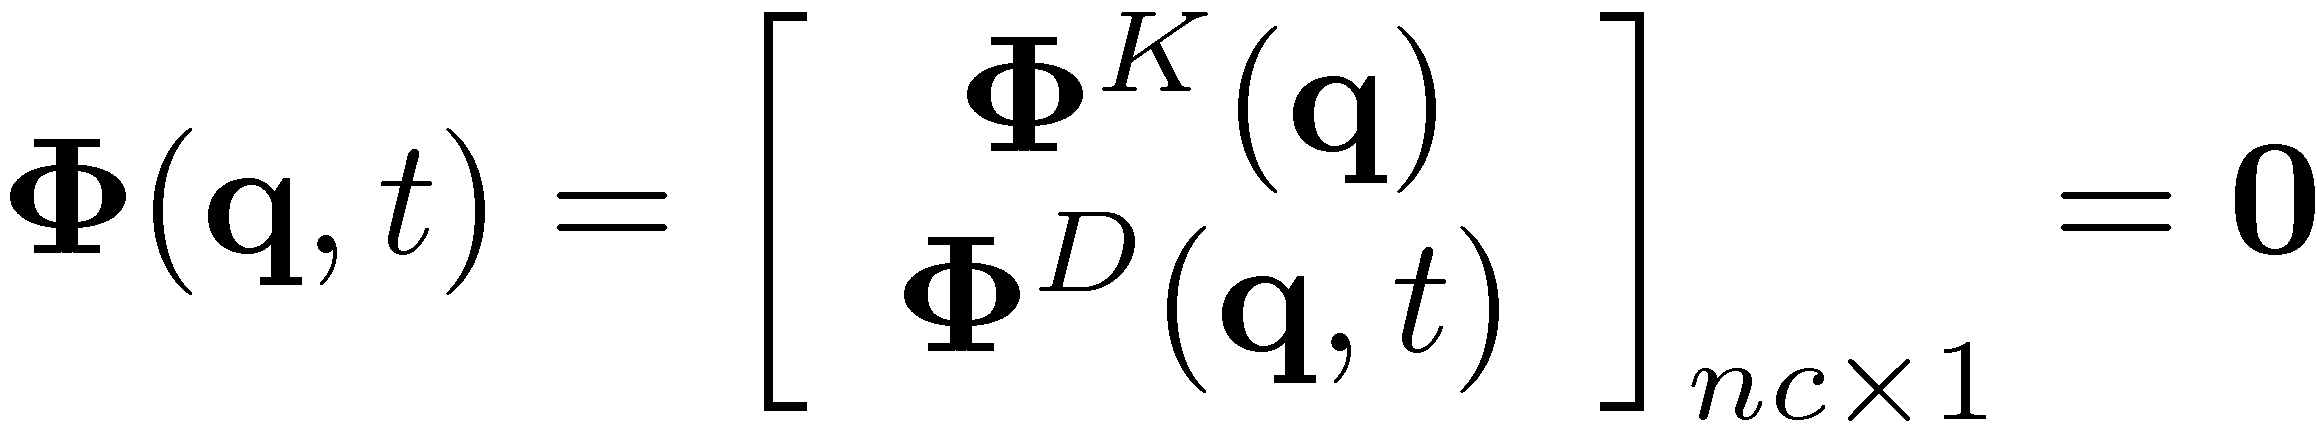 𝚽(𝐪, t) = [ 𝚽^K(𝐪)
𝚽^D(𝐪, t) ]_{nc×1} = 𝟎